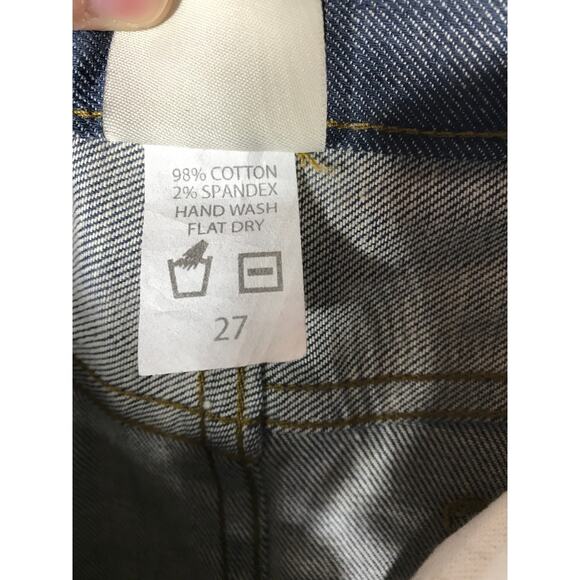 98% COTTON
2% SPANDEX
HAND WASH
FLAT DRY
27